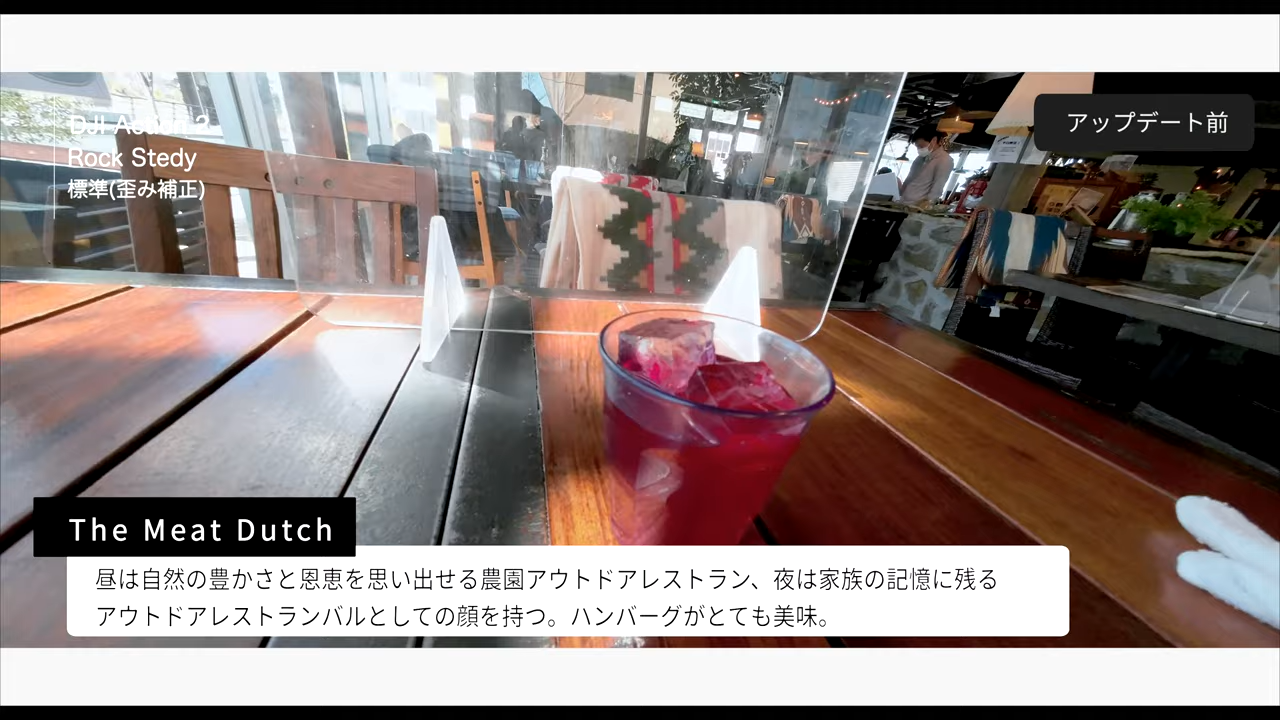 DJI Action 2
Rock Stedy
標準(歪み補正)
アップデート前
The Meat Dutch
昼は自然の豊かさと恩恵を思い出せる農園アウトドアレストラン、夜は家族の記憶に残る
アウトドアレストランバルとしての顔を持つ。ハンバーグがとても美味。